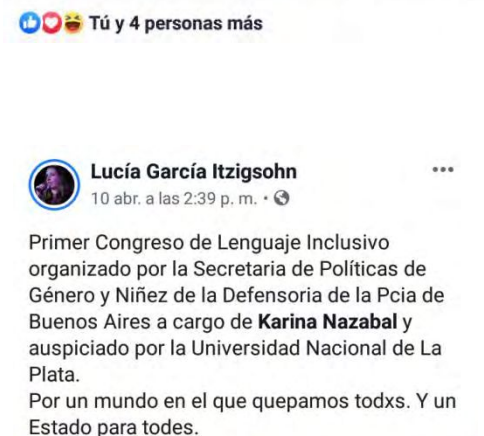 Tú y 4 personas más
Lucía García Itzigsohn
10 abr. a las 2:39 p. m. ·
Primer Congreso de Lenguaje Inclusivo
organizado por la Secretaria de Políticas de
Género y Niñez de la Defensoria de la Pcia de
Buenos Aires a cargo de Karina Nazabal y
auspiciado por la Universidad Nacional de La
Plata.
Por un mundo en el que quepamos todxs. Y un
Estado para todes.